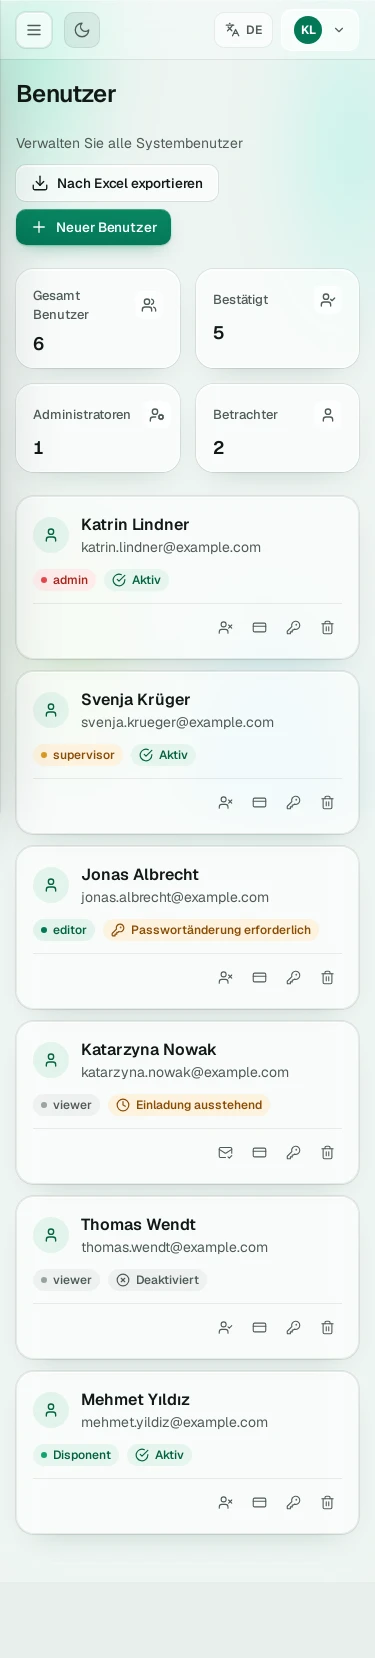 DE
KL
Benutzer
Verwalten Sie alle Systembenutzer
Nach Excel exportieren
Neuer Benutzer
Gesamt
Benutzer
6
Bestätigt
5
Administratoren
1
Betrachter
2
Katrin Lindner
katrin.lindner@example.com
admin Aktiv
Svenja Krüger
svenja.krueger@example.com
supervisor Aktiv
Jonas Albrecht
jonas.albrecht@example.com
editor Passwortänderung erforderlich
Katarzyna Nowak
katarzyna.nowak@example.com
viewer Einladung ausstehend
Thomas Wendt
thomas.wendt@example.com
viewer Deaktiviert
Mehmet Yıldız
mehmet.yildiz@example.com
Disponent Aktiv